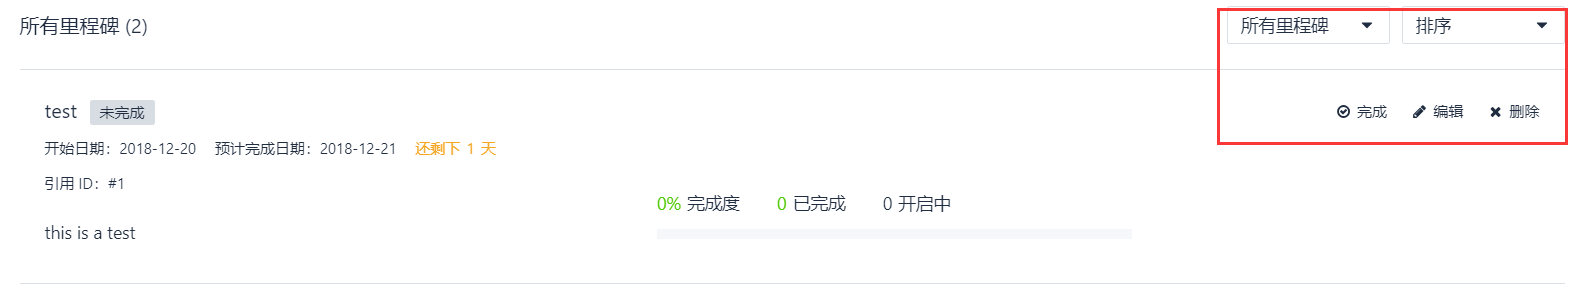 所有里程碑 (2) 所有里程碑 排序
test 未完成 完成 编辑 删除
开始日期：2018-12-20 预计完成日期：2018-12-21 还剩下 1 天
引用 ID：#1
0% 完成度 0 已完成 0 开启中
this is a test